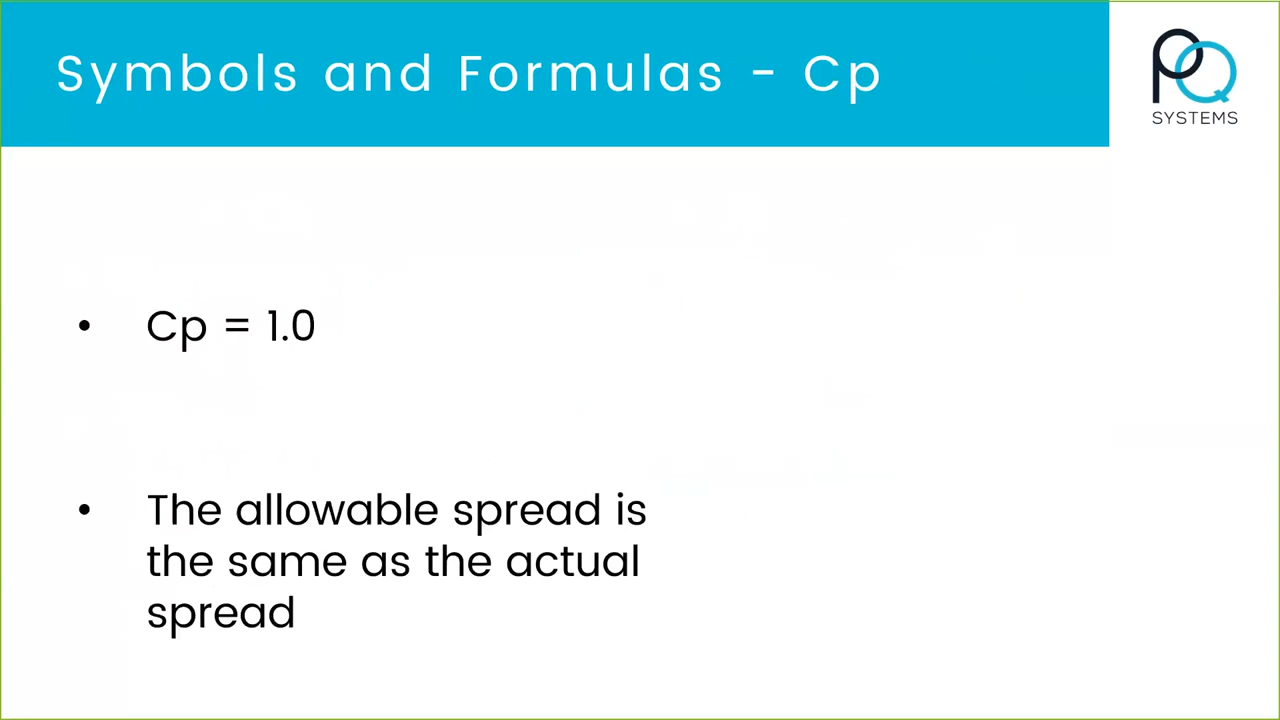 Symbols and Formulas - Cp
PQ
SYSTEMS
• Cp = 1.0
• The allowable spread is
the same as the actual
spread